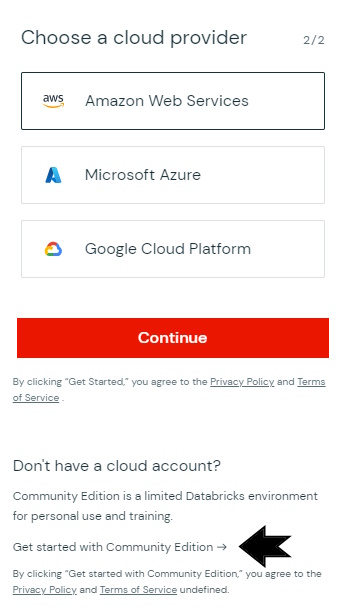 Choose a cloud provider 2/2
aws Amazon Web Services
Microsoft Azure
Google Cloud Platform
Continue
By clicking “Get Started,” you agree to the Privacy Policy and Terms
of Service .
Don't have a cloud account?
Community Edition is a limited Databricks environment
for personal use and training.
Get started with Community Edition →
By clicking “Get started with Community Edition,” you agree to the
Privacy Policy and Terms of Service undefined.